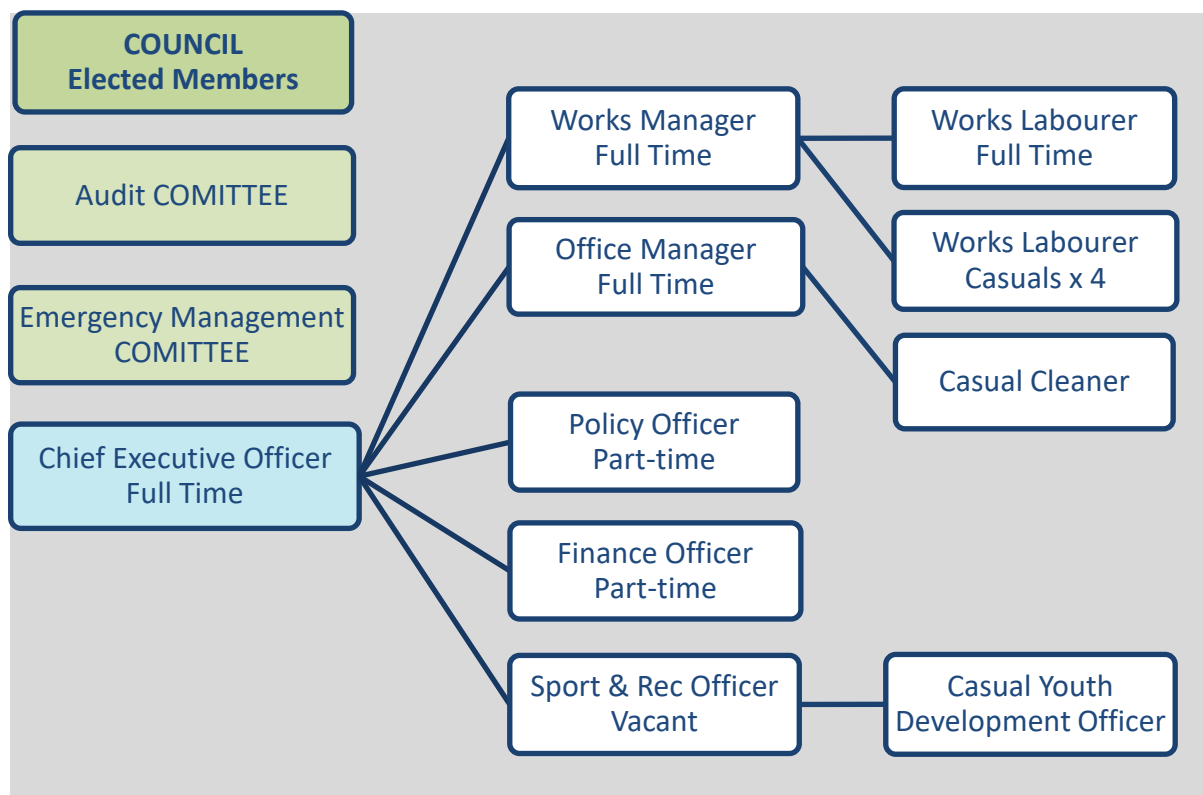 COUNCIL
Elected Members
Audit COMITTEE
Emergency Management
COMITTEE
Chief Executive Officer
Full Time
Works Manager
Full Time
Office Manager
Full Time
Policy Officer
Part-time
Finance Officer
Part-time
Sport & Rec Officer
Vacant
Works Labourer
Full Time
Works Labourer
Casuals x 4
Casual Cleaner
Casual Youth
Development Officer